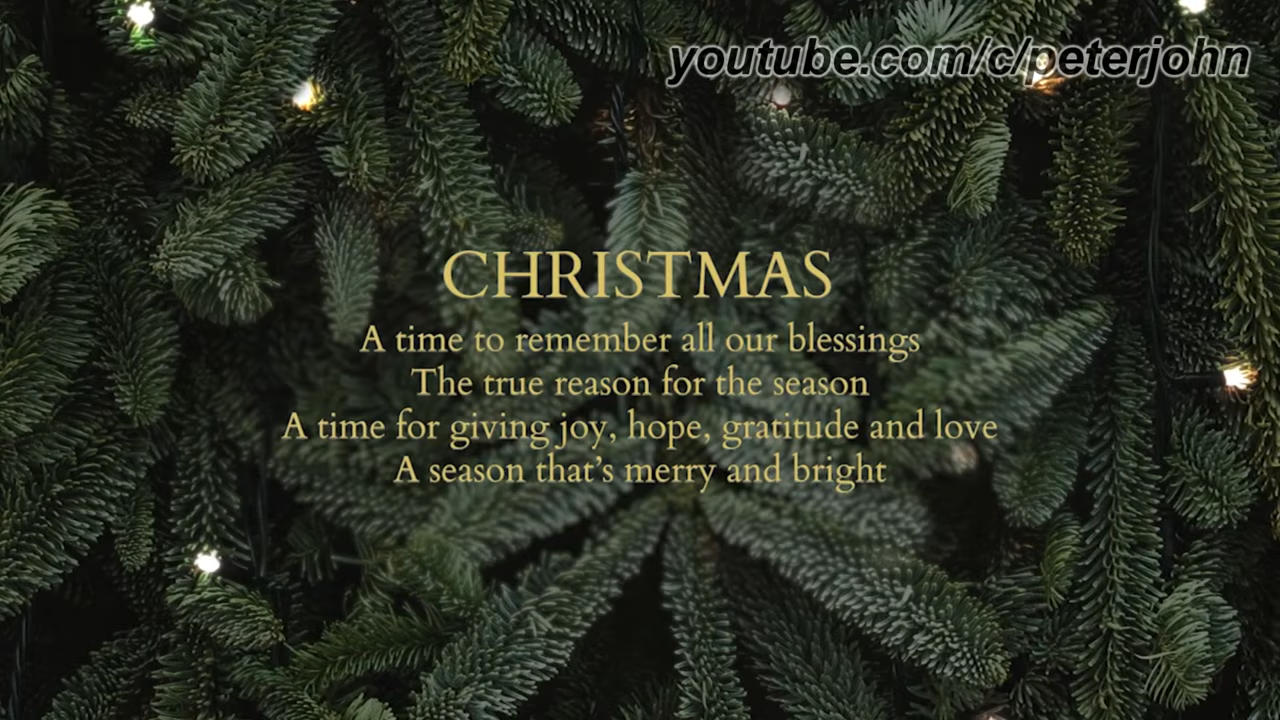 youtube.com/c/peterjohn
CHRISTMAS
A time to remember all our blessings
The true reason for the season
A time for giving joy, hope, gratitude and love
A season that's merry and bright